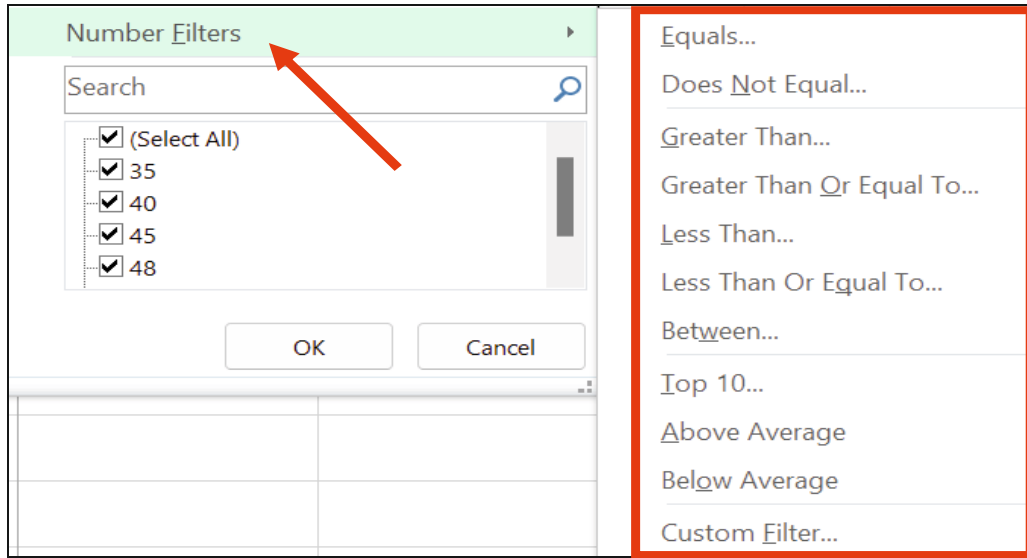 Number Filters
Search
(Select All)
35
40
45
48
OK
Cancel
Equals...
Does Not Equal...
Greater Than...
Greater Than Or Equal To...
Less Than...
Less Than Or Equal To...
Between...
Top 10...
Above Average
Below Average
Custom Filter...